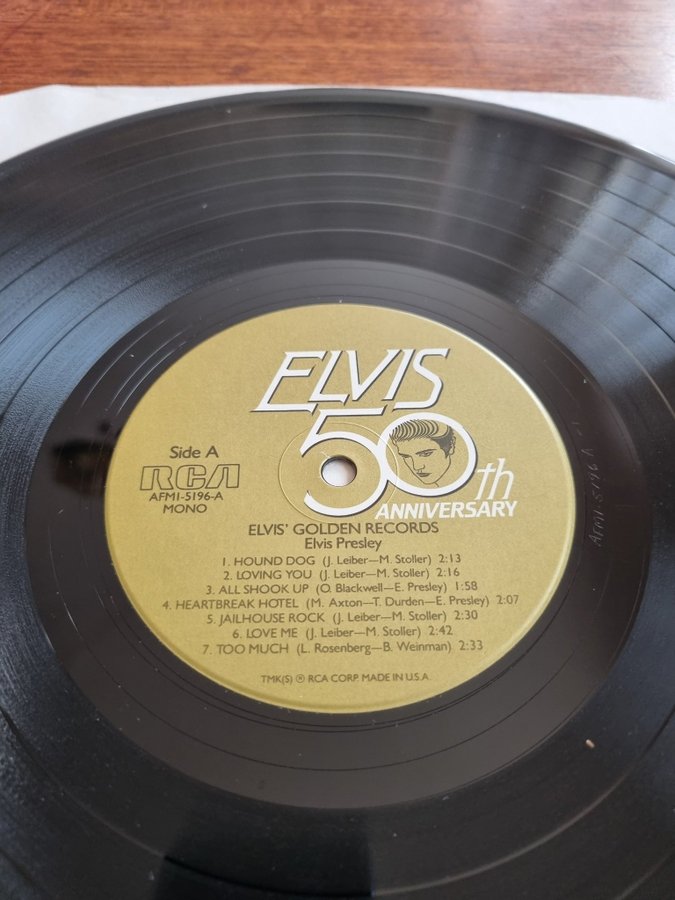 ELVIS
50th
ANNIVERSARY
Side A
RCA
AFM1-5196-A
MONO
ELVIS' GOLDEN RECORDS
Elvis Presley
1. HOUND DOG (J. Leiber—M. Stoller) 2:13
2. LOVING YOU (J. Leiber—M. Stoller) 2:16
3. ALL SHOOK UP (O. Blackwell—E. Presley) 1:58
4. HEARTBREAK HOTEL (M. Axton—T. Durden—E. Presley) 2:07
5. JAILHOUSE ROCK (J. Leiber—M. Stoller) 2:30
6. LOVE ME (J. Leiber—M. Stoller) 2:42
7. TOO MUCH (L. Rosenberg—B. Weinman) 2:33
TMK(S) ® RCA CORP. MADE IN U.S.A.
AFM1-5196 A